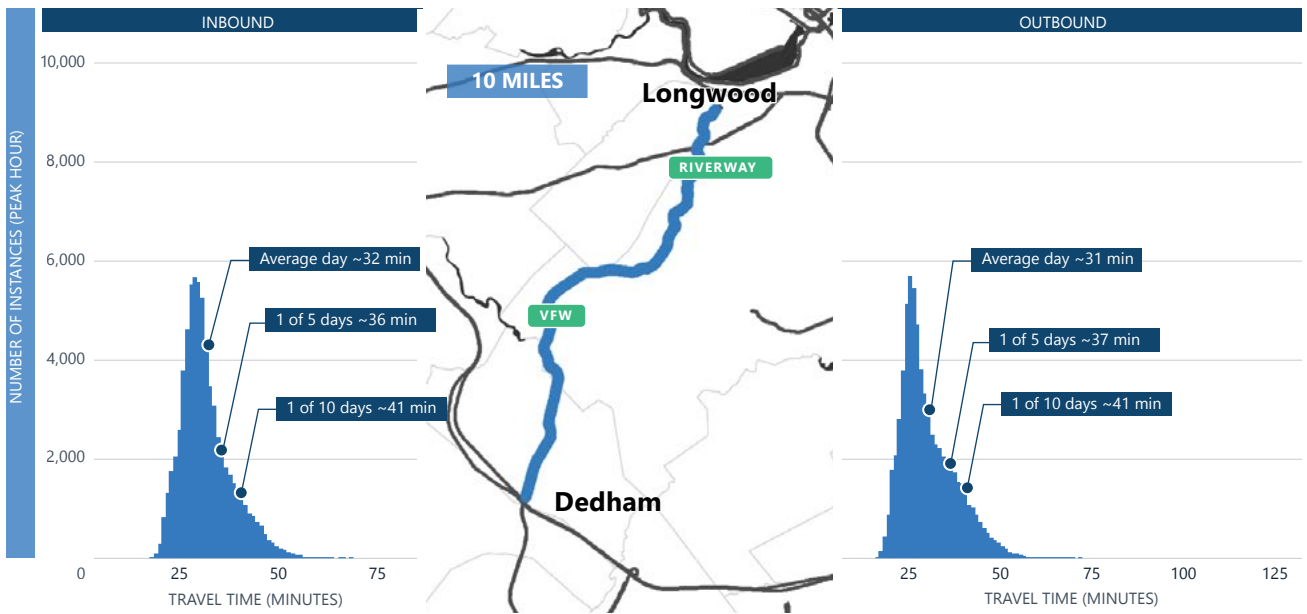 INBOUND
NUMBER OF INSTANCES (PEAK HOUR)
10,000
8,000
6,000
4,000
2,000
0
Average day ~32 min
1 of 5 days ~36 min
1 of 10 days ~41 min
25
50
75
TRAVEL TIME (MINUTES)
10 MILES
Longwood
RIVERWAY
VFW
Dedham
OUTBOUND
Average day ~31 min
1 of 5 days ~37 min
1 of 10 days ~41 min
25
50
75
100
125
TRAVEL TIME (MINUTES)